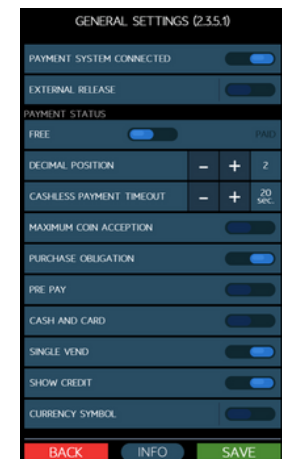 GENERAL SETTINGS (2.3.5.1)
PAYMENT SYSTEM CONNECTED
EXTERNAL RELEASE
PAYMENT STATUS
FREE PAID
DECIMAL POSITION - + 2
CASHLESS PAYMENT TIMEOUT - + 20 sec.
MAXIMUM COIN ACCEPTION
PURCHASE OBLIGATION
PRE PAY
CASH AND CARD
SINGLE VEND
SHOW CREDIT
CURRENCY SYMBOL
BACK INFO SAVE